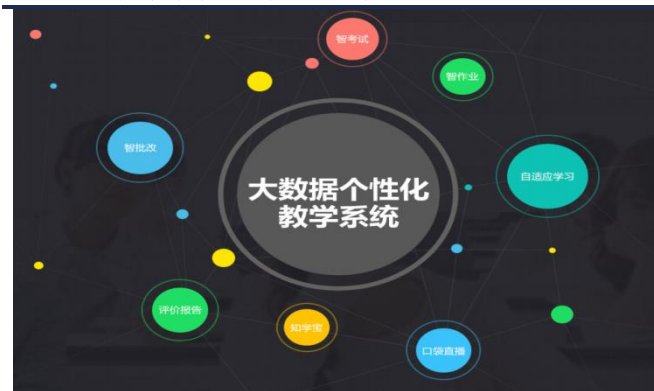 智考试
智作业
智批改
自适应学习
大数据个性化
教学系统
评价报告
知学宝
口袋直播